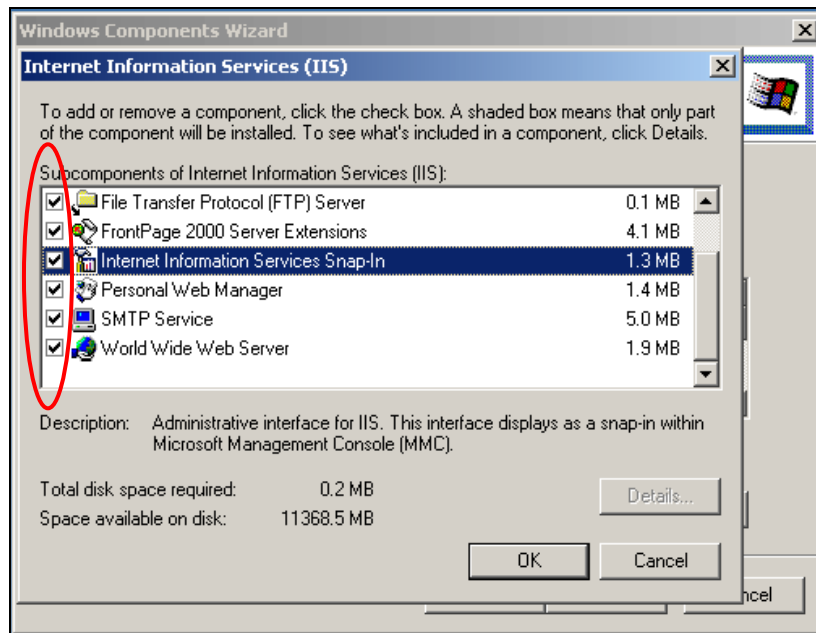 Windows Components Wizard
Internet Information Services (IIS)
To add or remove a component, click the check box. A shaded box means that only part
of the component will be installed. To see what's included in a component, click Details.
Subcomponents of Internet Information Services (IIS):
File Transfer Protocol (FTP) Server 0.1 MB
FrontPage 2000 Server Extensions 4.1 MB
Internet Information Services Snap-In 1.3 MB
Personal Web Manager 1.4 MB
SMTP Service 5.0 MB
World Wide Web Server 1.9 MB
Description: Administrative interface for IIS. This interface displays as a snap-in within
Microsoft Management Console (MMC).
Total disk space required: 0.2 MB
Details...
Space available on disk: 11368.5 MB
OK Cancel
ncel